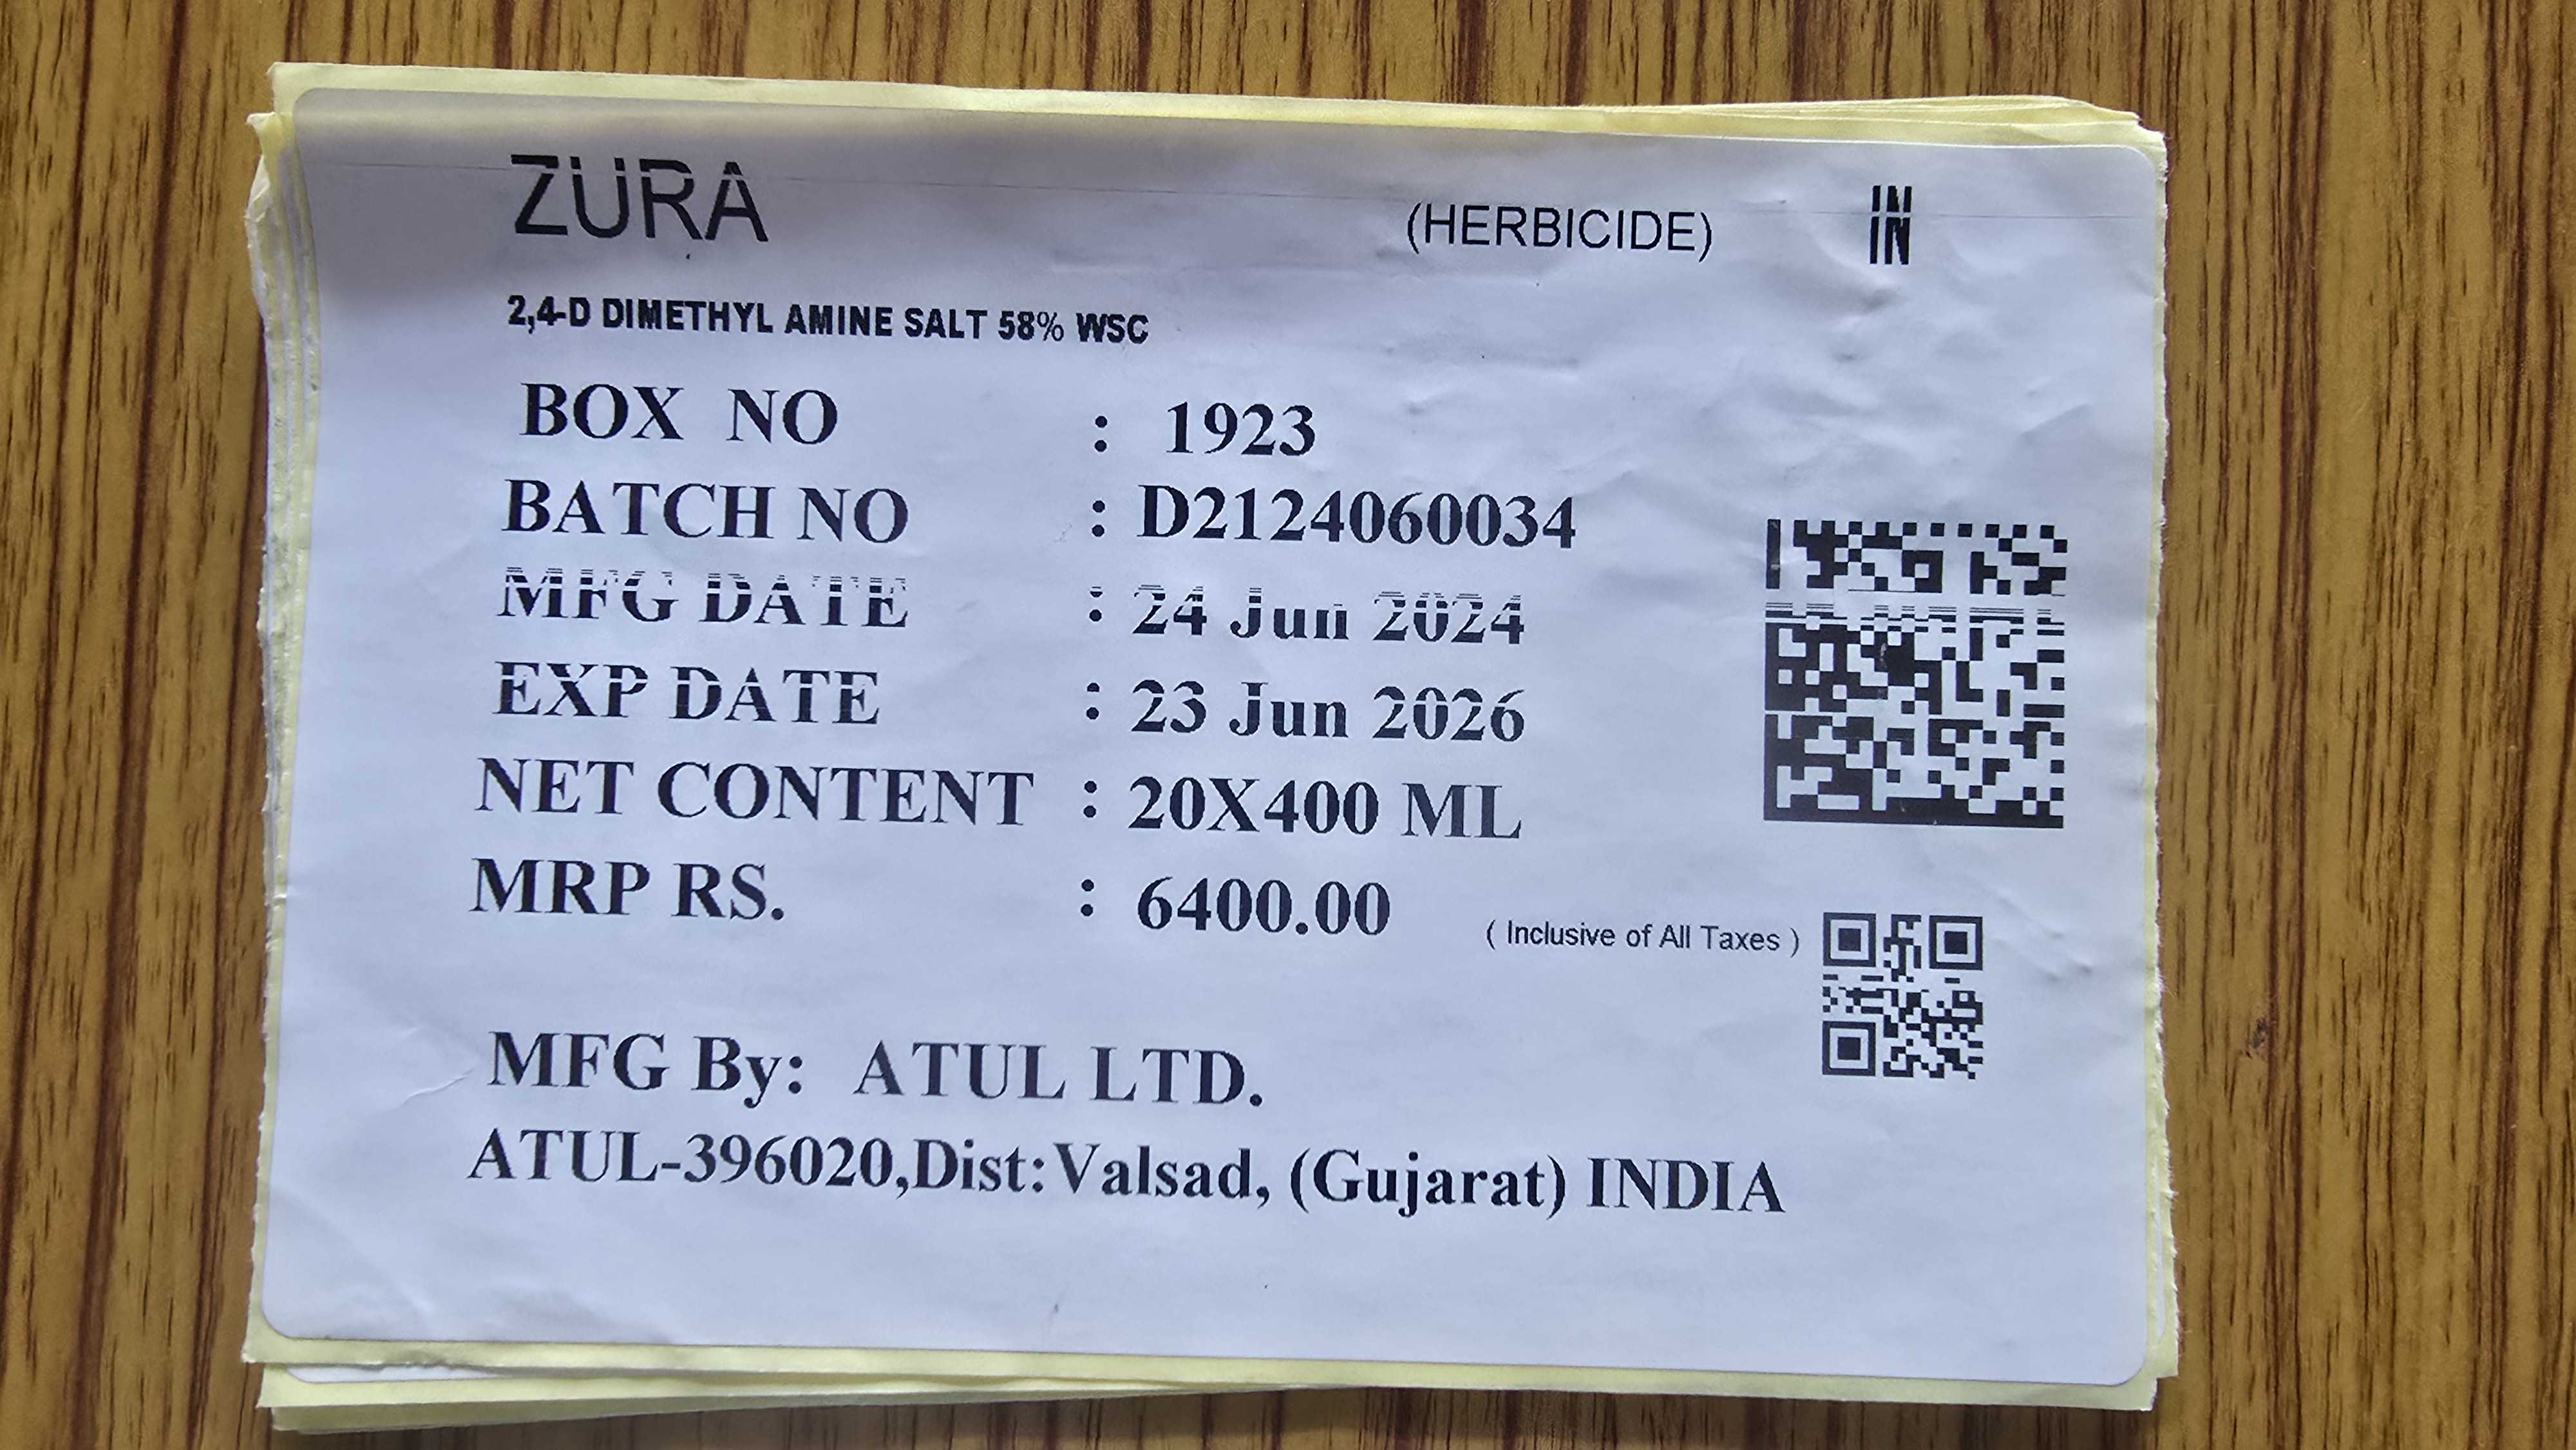 ZURA (HERBICIDE) IN
2,4-D DIMETHYL AMINE SALT 58% WSC
BOX NO : 1923
BATCH NO : D2124060034
MFG DATE : 24 Jun 2024
EXP DATE : 23 Jun 2026
NET CONTENT : 20X400 ML
MRP RS. : 6400.00 ( Inclusive of All Taxes )
MFG By: ATUL LTD.
ATUL-396020,Dist:Valsad, (Gujarat) INDIA